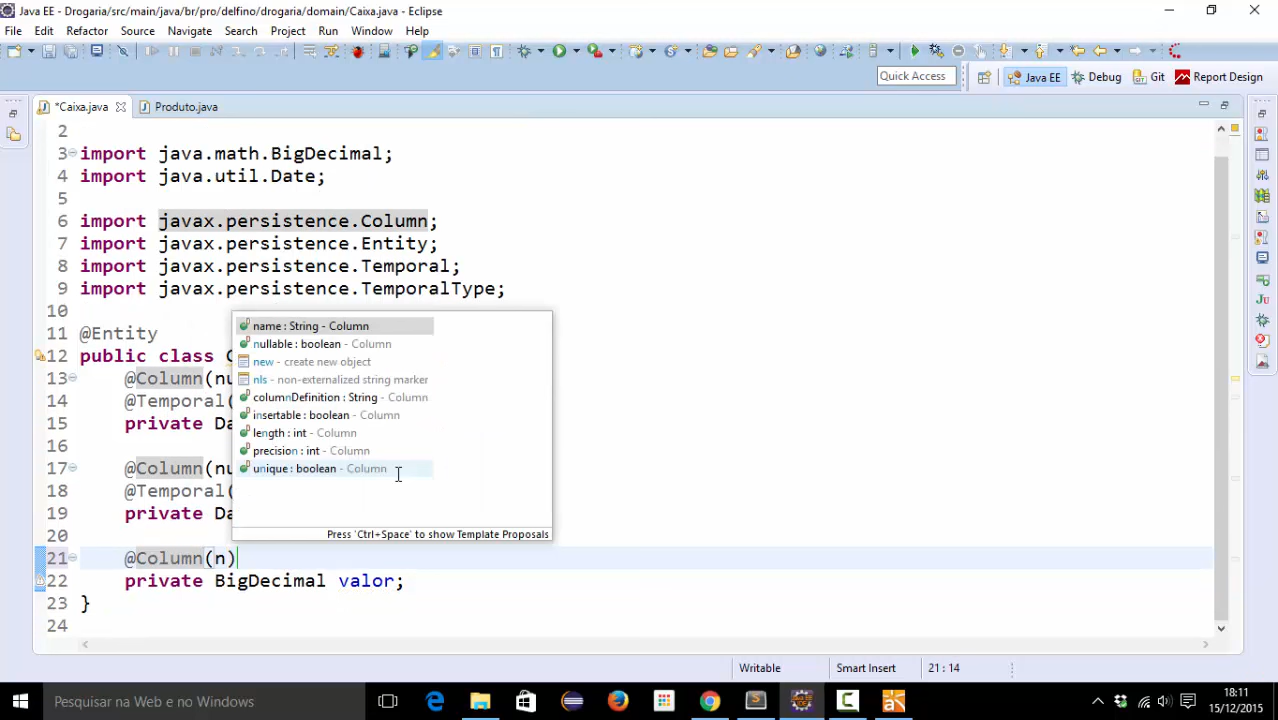 Java EE - Drogaria/src/main/java/br/pro/delfino/drogaria/domain/Caixa.java - Eclipse
File Edit Refactor Source Navigate Search Project Run Window Help
Quick Access Java EE Debug Git Report Design
*Caixa.java Produto.java
2
3 import java.math.BigDecimal;
4 import java.util.Date;
5
6 import javax.persistence.Column;
7 import javax.persistence.Entity;
8 import javax.persistence.Temporal;
9 import javax.persistence.TemporalType;
10
11 @Entity
12 public class
13 @Column(nu
14 @Temporal(
15 private Da
17 @Column(nu
18 @Temporal(
19 private Da
20
21 @Column(n)
22 private BigDecimal valor;
23 }
24
name : String - Column
nullable : boolean - Column
new - create new object
nls - non-externalized string marker
columnDefinition : String - Column
insertable : boolean - Column
length : int - Column
precision : int - Column
unique : boolean - Column
Press 'Ctrl+Space' to show Template Proposals
Writable Smart Insert 21 : 14
Pesquisar na Web e no Windows
18:11
15/12/2015